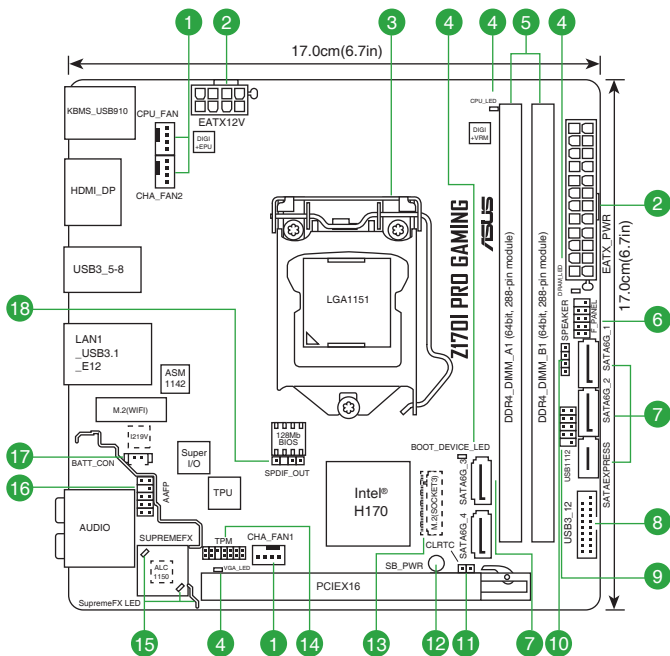 1
2
3
4
5
4
4
17.0cm(6.7in)
KBMS_USB910
CPU_FAN
DIGI
+EPU
CHA_FAN2
EATX12V
CPU_LED
DIGI
+VRM
HDMI_DP
USB3_5-8
LAN1
_USB3.1
_E12
ASM
1142
M.2(WIFI)
I219V
BATT_CON
Super
I/O
TPU
AAFP
AUDIO
SUPREMEFX
ALC
1150
SupremeFX LED
LGA1151
128Mb
BIOS
SPDIF_OUT
Z170I PRO GAMING
ASUS
DDR4_DIMM_A1 (64bit, 288-pin module)
DDR4_DIMM_B1 (64bit, 288-pin module)
EATX_PWR
17.0cm(6.7in)
DRAM_LED
SPEAKER
F_PANEL
SATA6G_1
SATA6G_2
SATAEXPRESS
USB1112
USB3_12
BOOT_DEVICE_LED
SATA6G_3
SATA6G_4
M.2(SOCKET3)
Intel®
H170
TPM
CHA_FAN1
VGA_LED
CLRTC
SB_PWR
PCIEX16
2
6
7
8
9
18
17
16
15
4
1
14
13
12
11
7
10